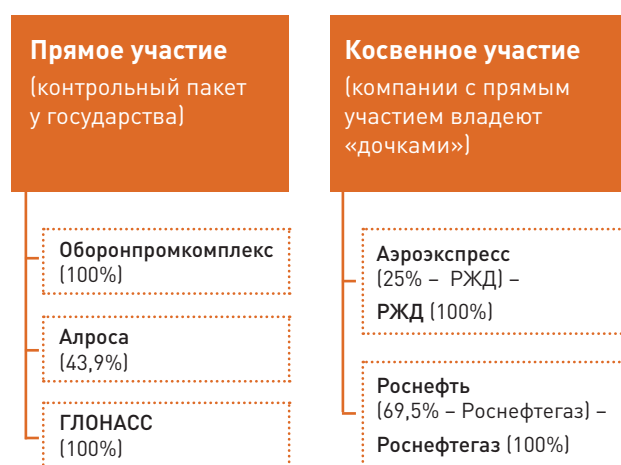 Прямое участие
(контрольный пакет
у государства)
Оборонпромкомплекс
(100%)
Алроса
(43,9%)
ГЛОНАСС
(100%)
Косвенное участие
(компании с прямым
участием владеют
«дочками»)
Аэроэкспресс
(25% – РЖД) –
РЖД (100%)
Роснефть
(69,5% – Роснефтегаз) –
Роснефтегаз (100%)